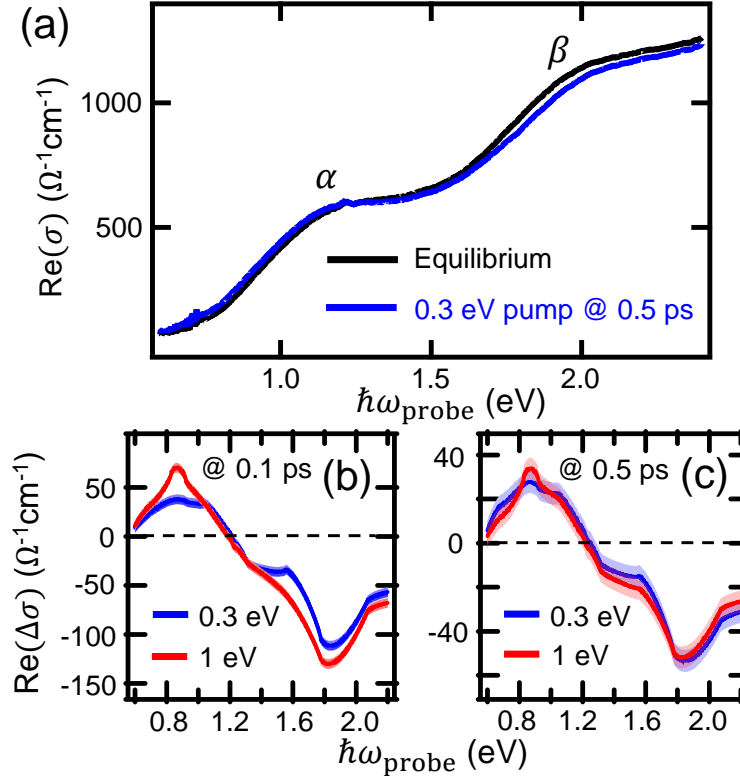 (a)
β
α
Re(σ) (Ω⁻¹cm⁻¹)
1000
500
Equilibrium
0.3 eV pump @ 0.5 ps
1.0 1.5 2.0
ℏω_probe (eV)
@ 0.1 ps (b)
Re(Δσ) (Ω⁻¹cm⁻¹)
50
0
-50
-100
-150
0.3 eV
1 eV
0.8 1.2 1.6 2.0
ℏω_probe (eV)
@ 0.5 ps (c)
40
0
-40
0.3 eV
1 eV
0.8 1.2 1.6 2.0